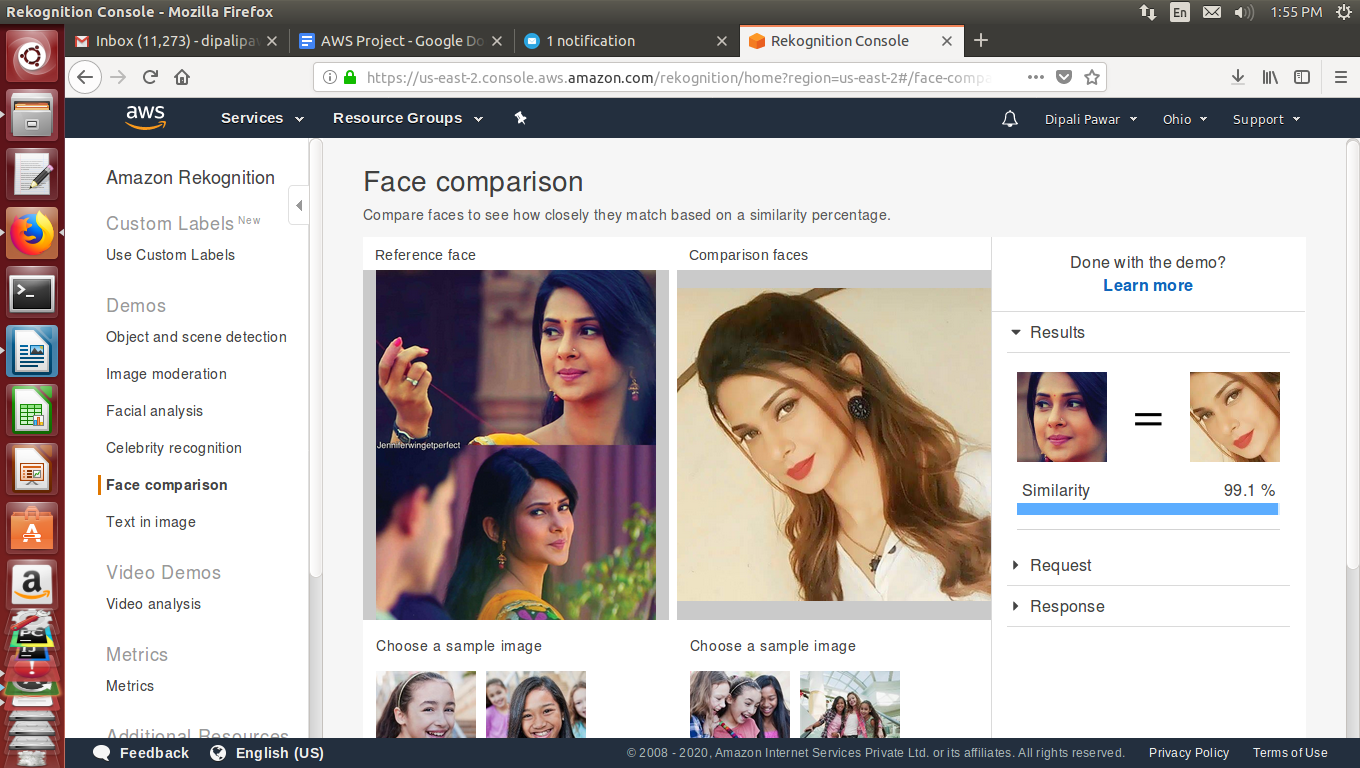 Rekognition Console - Mozilla Firefox
En
1:55 PM
Inbox (11,273) - dipalipaw
AWS Project - Google Do
1 notification
Rekognition Console
https://us-east-2.console.aws.amazon.com/rekognition/home?region=us-east-2#/face-compa
aws
Services
Resource Groups
Dipali Pawar
Ohio
Support
Amazon Rekognition
Custom Labels New
Use Custom Labels
Demos
Object and scene detection
Image moderation
Facial analysis
Celebrity recognition
Face comparison
Text in image
Video Demos
Video analysis
Metrics
Metrics
Additional Resources
Face comparison
Compare faces to see how closely they match based on a similarity percentage.
Reference face
Comparison faces
Jenniferwingetperfect
Choose a sample image
Choose a sample image
Done with the demo?
Learn more
Results
=
Similarity
99.1 %
Request
Response
Feedback
English (US)
© 2008 - 2020, Amazon Internet Services Private Ltd. or its affiliates. All rights reserved.
Privacy Policy
Terms of Use